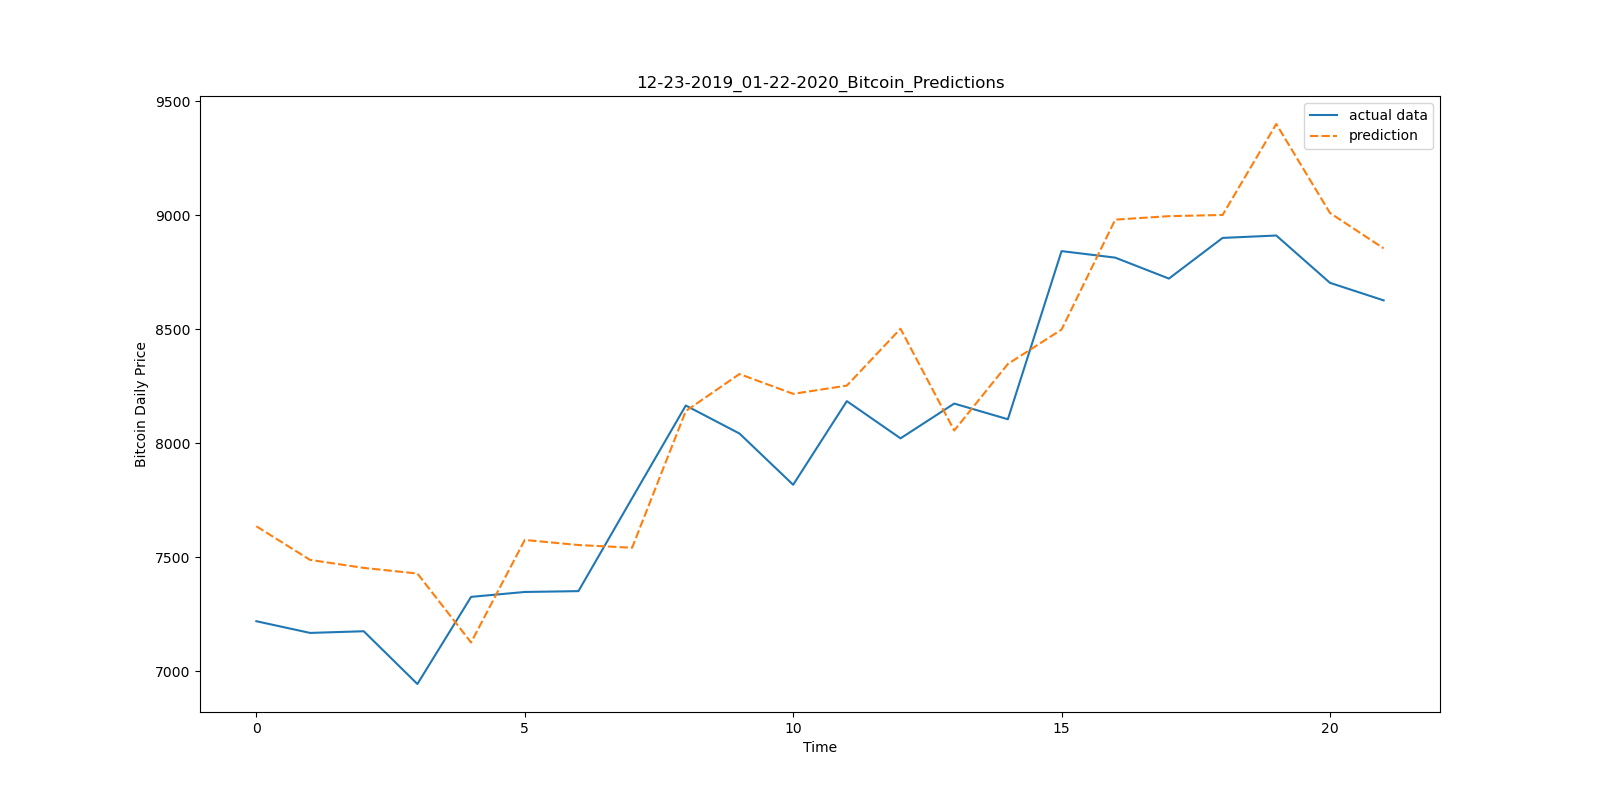 12-23-2019_01-22-2020_Bitcoin_Predictions
actual data
prediction
Bitcoin Daily Price
9500
9000
8500
8000
7500
7000
0 5 10 15 20
Time